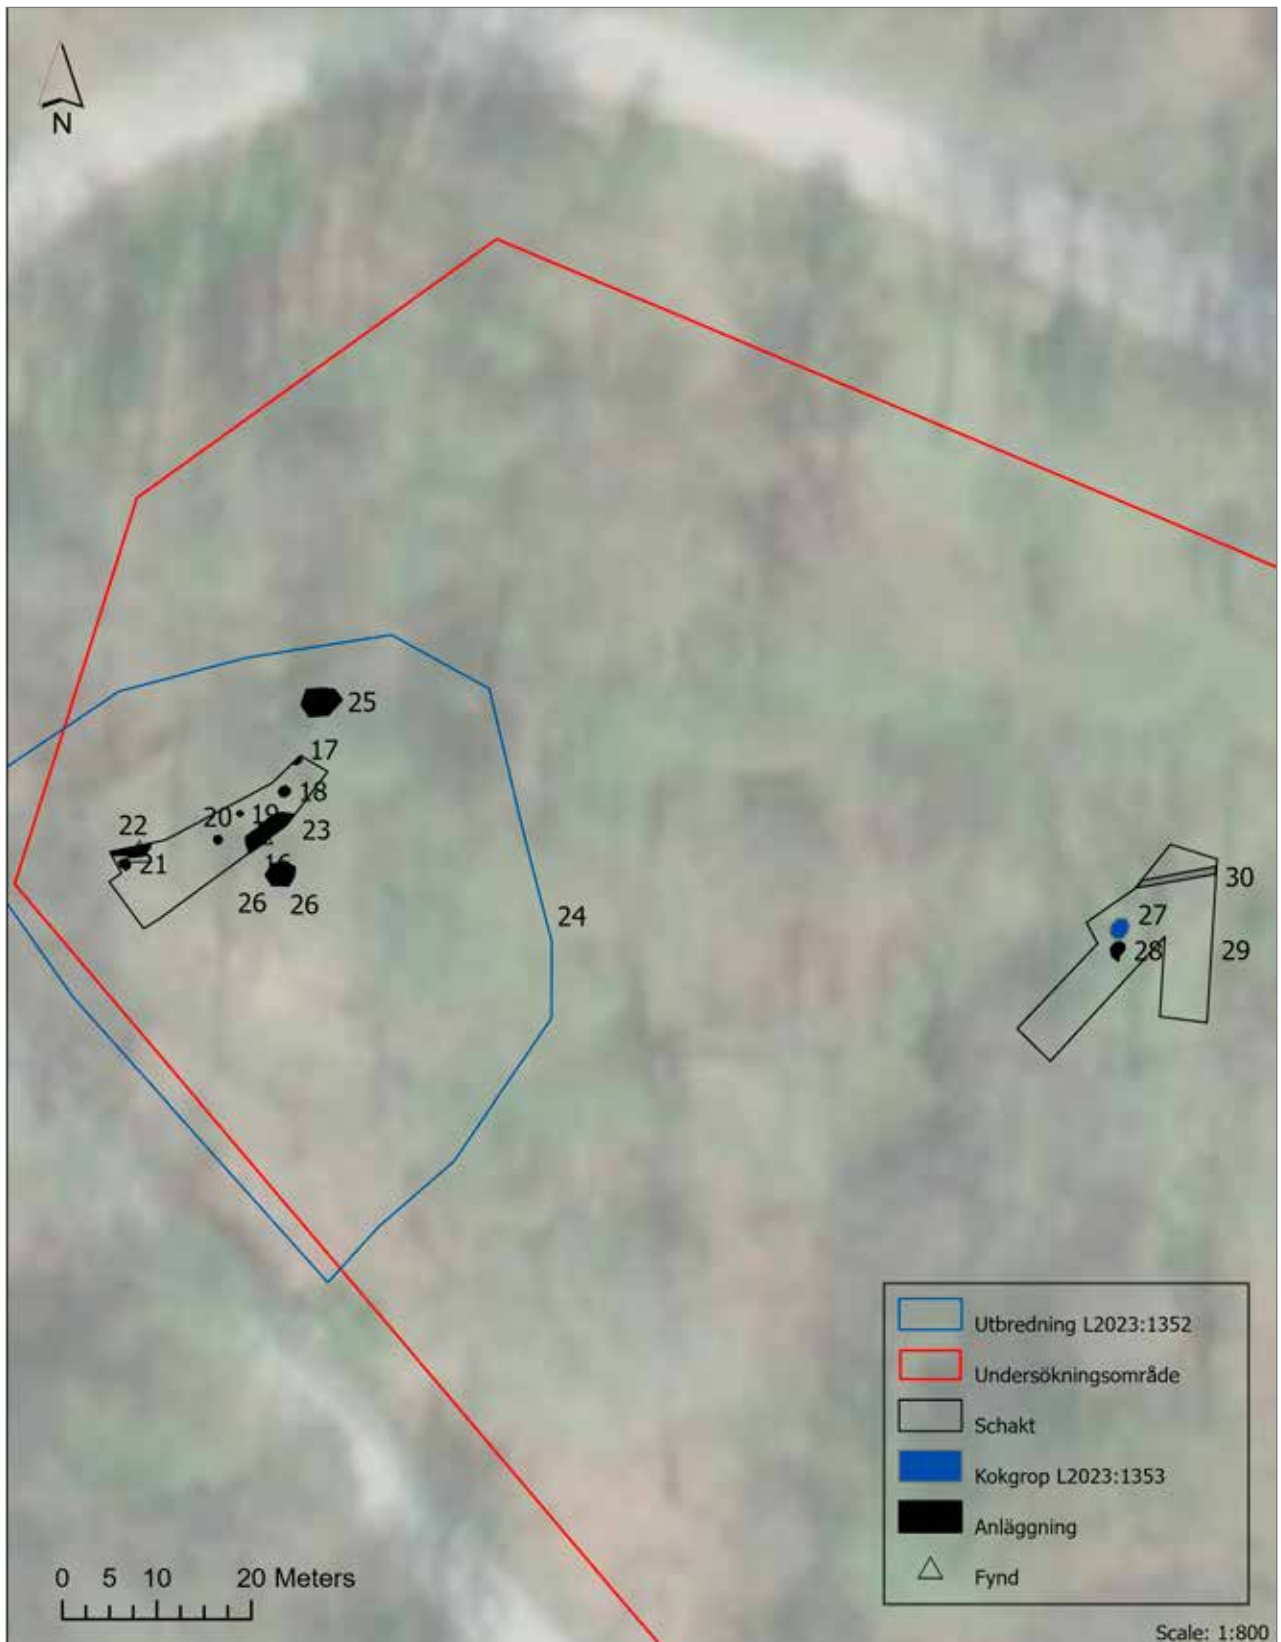 N
25
17
18
20 19
22
23
21
16
26 26
24
30
27
28 29
Utbredning L2023:1352
Undersökningsområde
Schakt
Kokgrop L2023:1353
Anläggning
Fynd
0 5 10 20 Meters
Scale: 1:800